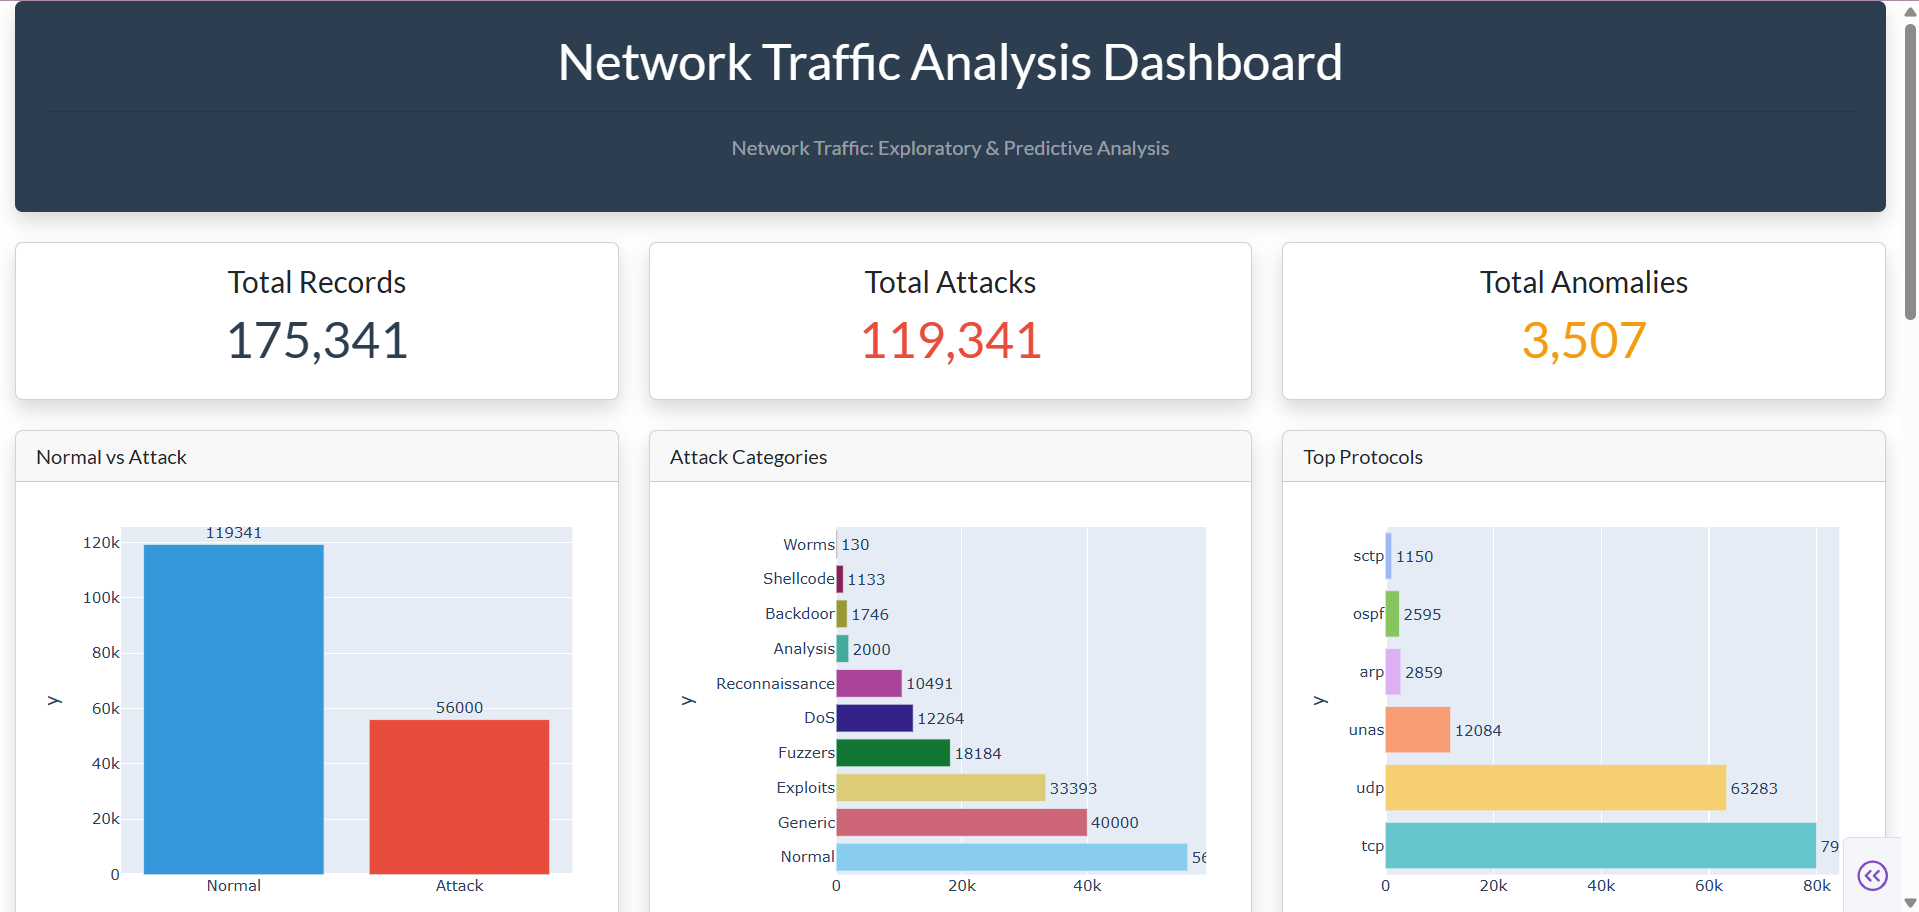 Network Traffic Analysis Dashboard
Network Traffic: Exploratory & Predictive Analysis
Total Records
175,341
Total Attacks
119,341
Total Anomalies
3,507
Normal vs Attack
y
120k
100k
80k
60k
40k
20k
0
119341
56000
Normal
Attack
Attack Categories
y
Worms 130
Shellcode 1133
Backdoor 1746
Analysis 2000
Reconnaissance 10491
DoS 12264
Fuzzers 18184
Exploits 33393
Generic 40000
Normal
0 20k 40k
Top Protocols
y
sctp 1150
ospf 2595
arp 2859
unas 12084
udp 63283
tcp
0 20k 40k 60k 80k